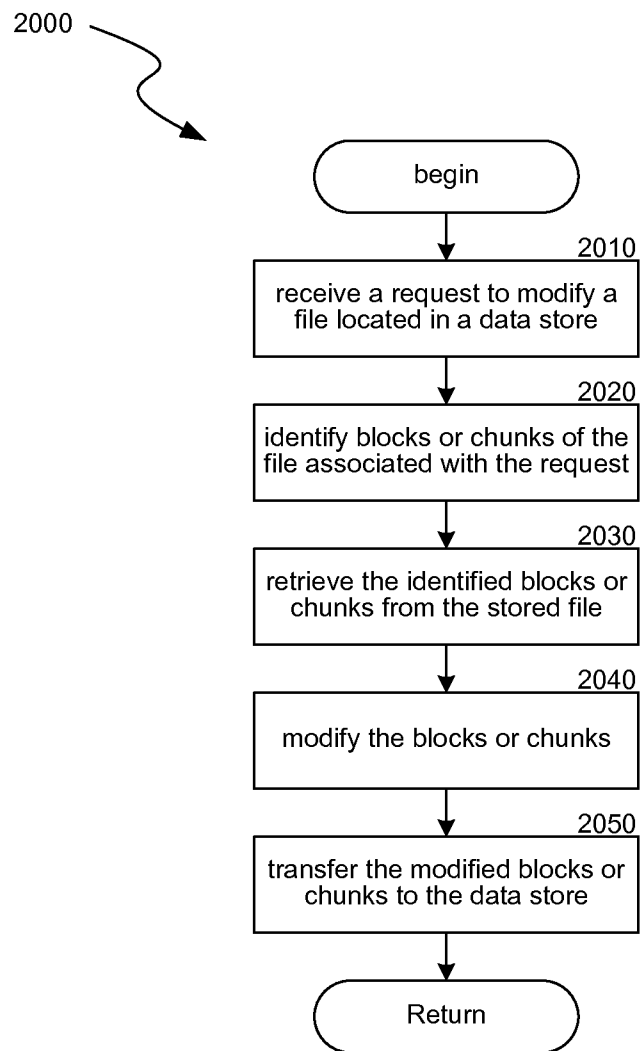 2000
begin
2010
receive a request to modify a
file located in a data store
2020
identify blocks or chunks of the
file associated with the request
2030
retrieve the identified blocks or
chunks from the stored file
2040
modify the blocks or chunks
2050
transfer the modified blocks or
chunks to the data store
Return